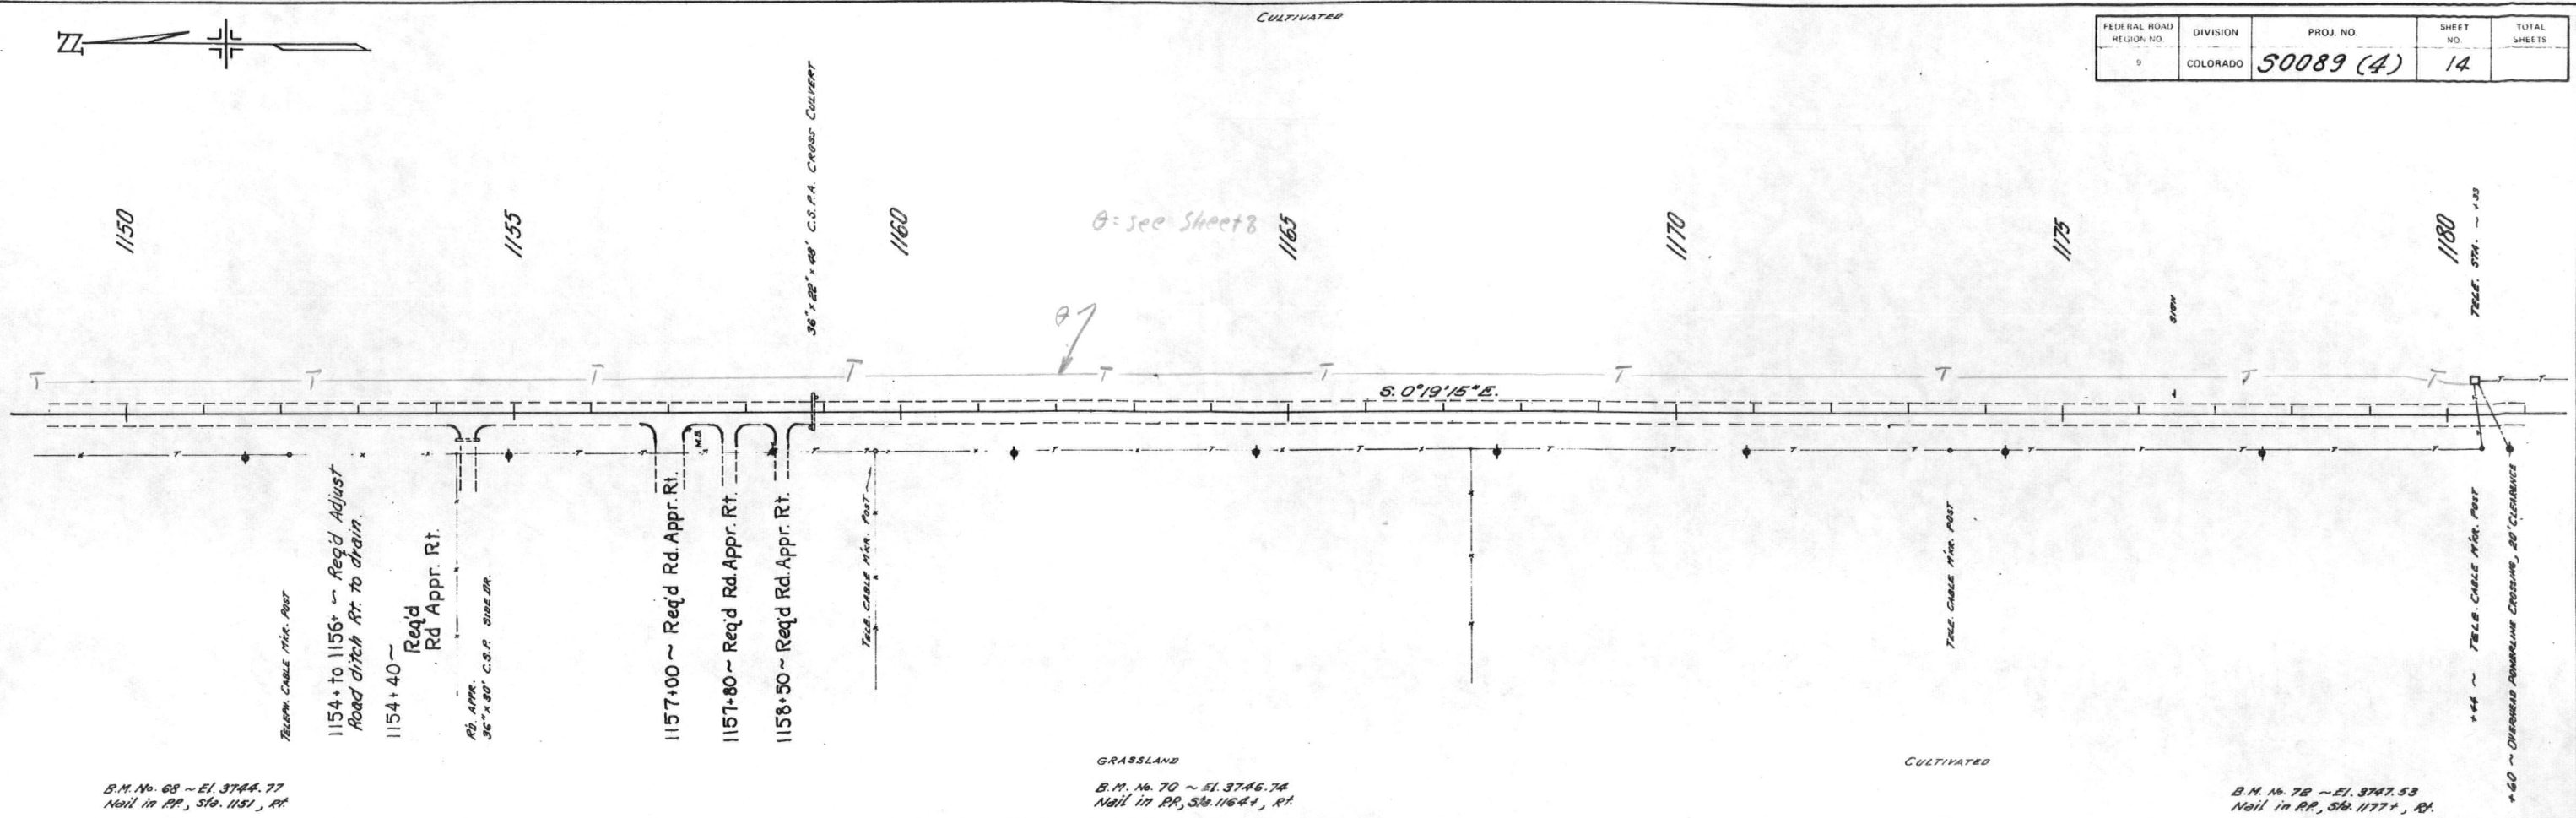 CULTIVATED
FEDERAL ROAD REGION NO.
DIVISION
PROJ. NO.
SHEET NO.
TOTAL SHEETS
9
COLORADO
S0089 (4)
14
N
36" x 22" x 48' C.S.P.A. CROSS CULVERT
1150
1155
1160
θ = see Sheet 8
1165
1170
1175
1180
TELE. STA. ~ +33
SIGN
θ
T T T T T T T T T T
S. 0°19'15" E.
M.B.
TELEPH. CABLE MKR. POST
1154+ to 1156+ ~ Req'd Adjust
Road ditch Rt. to drain.
1154+40 ~
Req'd
Rd Appr. Rt.
RD. APPR.
36" x 30' C.S.P. SIDE DR.
1157+00 ~ Req'd Rd. Appr. Rt.
1157+80 ~ Req'd Rd. Appr. Rt.
1158+50 ~ Req'd Rd. Appr. Rt.
TELE. CABLE MKR. POST
TELE. CABLE MKR. POST
+44 ~ TELE. CABLE MKR. POST
+60 ~ OVERHEAD POWERLINE CROSSING, 20' CLEARENCE
GRASSLAND
CULTIVATED
B.M. No. 68 ~ El. 3744.77
Nail in P.P., Sta. 1151, Rt.
B.M. No. 70 ~ El. 3746.74
Nail in P.P., Sta. 1164+, Rt.
B.M. No. 72 ~ El. 3747.53
Nail in P.P., Sta. 1177+, Rt.